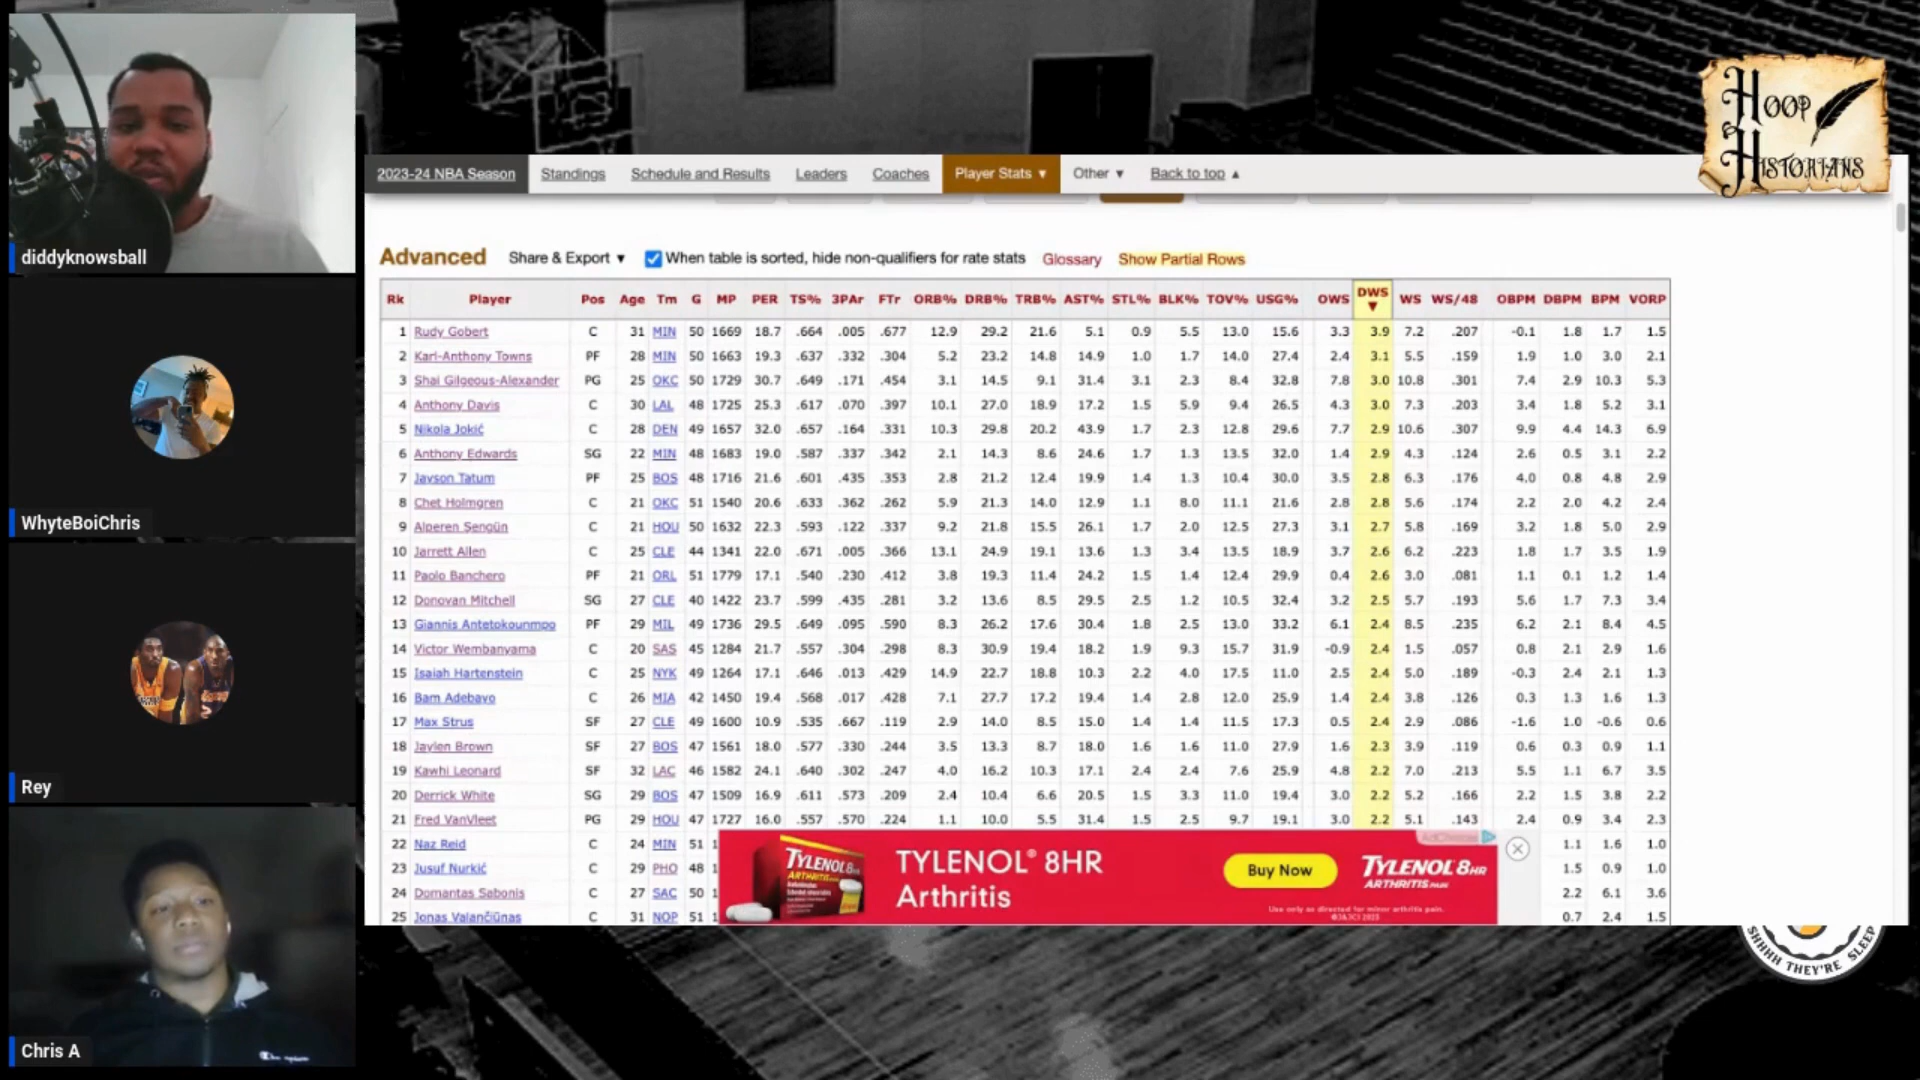 diddyknowsball
WhyteBoiChris
Rey
Chris A
HOOP
HISTORIANS
2023-24 NBA Season Standings Schedule and Results Leaders Coaches Player Stats ▼ Other ▼ Back to top ▲
Advanced Share & Export ▼ When table is sorted, hide non-qualifiers for rate stats Glossary Show Partial Rows
Rk Player Pos Age Tm G MP PER TS% 3PAr FTr ORB% DRB% TRB% AST% STL% BLK% TOV% USG% OWS DWS ▼ WS WS/48 OBPM DBPM BPM VORP
1 Rudy Gobert C 31 MIN 50 1669 18.7 .664 .005 .677 12.9 29.2 21.6 5.1 0.9 5.5 13.0 15.6 3.3 3.9 7.2 .207 -0.1 1.8 1.7 1.5
2 Karl-Anthony Towns PF 28 MIN 50 1663 19.3 .637 .332 .304 5.2 23.2 14.8 14.9 1.0 1.7 14.0 27.4 2.4 3.1 5.5 .159 1.9 1.0 3.0 2.1
3 Shai Gilgeous-Alexander PG 25 OKC 50 1729 30.7 .649 .171 .454 3.1 14.5 9.1 31.4 3.1 2.3 8.4 32.8 7.8 3.0 10.8 .301 7.4 2.9 10.3 5.3
4 Anthony Davis C 30 LAL 48 1725 25.3 .617 .070 .397 10.1 27.0 18.9 17.2 1.5 5.9 9.4 26.5 4.3 3.0 7.3 .203 3.4 1.8 5.2 3.1
5 Nikola Jokić C 28 DEN 49 1657 32.0 .657 .164 .331 10.3 29.8 20.2 43.9 1.7 2.3 12.8 29.6 7.7 2.9 10.6 .307 9.9 4.4 14.3 6.9
6 Anthony Edwards SG 22 MIN 48 1683 19.0 .587 .337 .342 2.1 14.3 8.6 24.6 1.7 1.3 13.5 32.0 1.4 2.9 4.3 .124 2.6 0.5 3.1 2.2
7 Jayson Tatum PF 25 BOS 48 1716 21.6 .601 .435 .353 2.8 21.2 12.4 19.9 1.4 1.3 10.4 30.0 3.5 2.8 6.3 .176 4.0 0.8 4.8 2.9
8 Chet Holmgren C 21 OKC 51 1540 20.6 .633 .362 .262 5.9 21.3 14.0 12.9 1.1 8.0 11.1 21.6 2.8 2.8 5.6 .174 2.2 2.0 4.2 2.4
9 Alperen Şengün C 21 HOU 50 1632 22.3 .593 .122 .337 9.2 21.8 15.5 26.1 1.7 2.0 12.5 27.3 3.1 2.7 5.8 .169 3.2 1.8 5.0 2.9
10 Jarrett Allen C 25 CLE 44 1341 22.0 .671 .005 .366 13.1 24.9 19.1 13.6 1.3 3.4 13.5 18.9 3.7 2.6 6.2 .223 1.8 1.7 3.5 1.9
11 Paolo Banchero PF 21 ORL 51 1779 17.1 .540 .230 .412 3.8 19.3 11.4 24.2 1.5 1.4 12.4 29.9 0.4 2.6 3.0 .081 1.1 0.1 1.2 1.4
12 Donovan Mitchell SG 27 CLE 40 1422 23.7 .599 .435 .281 3.2 13.6 8.5 29.5 2.5 1.2 10.5 32.4 3.2 2.5 5.7 .193 5.6 1.7 7.3 3.4
13 Giannis Antetokounmpo PF 29 MIL 49 1736 29.5 .649 .095 .590 8.3 26.2 17.6 30.4 1.8 2.5 13.0 33.2 6.1 2.4 8.5 .235 6.2 2.1 8.4 4.5
14 Victor Wembanyama C 20 SAS 45 1284 21.7 .557 .304 .298 8.3 30.9 19.4 18.2 1.9 9.3 15.7 31.9 -0.9 2.4 1.5 .057 0.8 2.1 2.9 1.6
15 Isaiah Hartenstein C 25 NYK 49 1264 17.1 .646 .013 .429 14.9 22.7 18.8 10.3 2.2 4.0 17.5 11.0 2.5 2.4 5.0 .189 -0.3 2.4 2.1 1.3
16 Bam Adebayo C 26 MIA 42 1450 19.4 .568 .017 .428 7.1 27.7 17.2 19.4 1.4 2.8 12.0 25.9 1.4 2.4 3.8 .126 0.3 1.3 1.6 1.3
17 Max Strus SF 27 CLE 49 1600 10.9 .535 .667 .119 2.9 14.0 8.5 15.0 1.4 1.4 11.5 17.3 0.5 2.4 2.9 .086 -1.6 1.0 -0.6 0.6
18 Jaylen Brown SF 27 BOS 47 1561 18.0 .577 .330 .244 3.5 13.3 8.7 18.0 1.6 1.6 11.0 27.9 1.6 2.3 3.9 .119 0.6 0.3 0.9 1.1
19 Kawhi Leonard SF 32 LAC 46 1582 24.1 .640 .302 .247 4.0 16.2 10.3 17.1 2.4 2.4 7.6 25.9 4.8 2.2 7.0 .213 5.5 1.1 6.7 3.5
20 Derrick White SG 29 BOS 47 1509 16.9 .611 .573 .209 2.4 10.4 6.6 20.5 1.5 3.3 11.0 19.4 3.0 2.2 5.2 .166 2.2 1.5 3.8 2.2
21 Fred VanVleet PG 29 HOU 47 1727 16.0 .557 .570 .224 1.1 10.0 5.5 31.4 1.5 2.5 9.7 19.1 3.0 2.2 5.1 .143 2.4 0.9 3.4 2.3
22 Naz Reid C 24 MIN 51 1 1.1 1.6 1.0
23 Jusuf Nurkić C 29 PHO 48 1 1.5 0.9 1.0
24 Domantas Sabonis C 27 SAC 50 1 2.2 6.1 3.6
25 Jonas Valančiūnas C 31 NOP 51 1 0.7 2.4 1.5
TYLENOL 8HR
ARTHRITIS
TYLENOL® 8HR
Arthritis
Buy Now
TYLENOL 8HR
ARTHRITIS PAIN
Use only as directed for minor arthritis pain.
AdChoices
SHHHH THEY'RE SLEEP